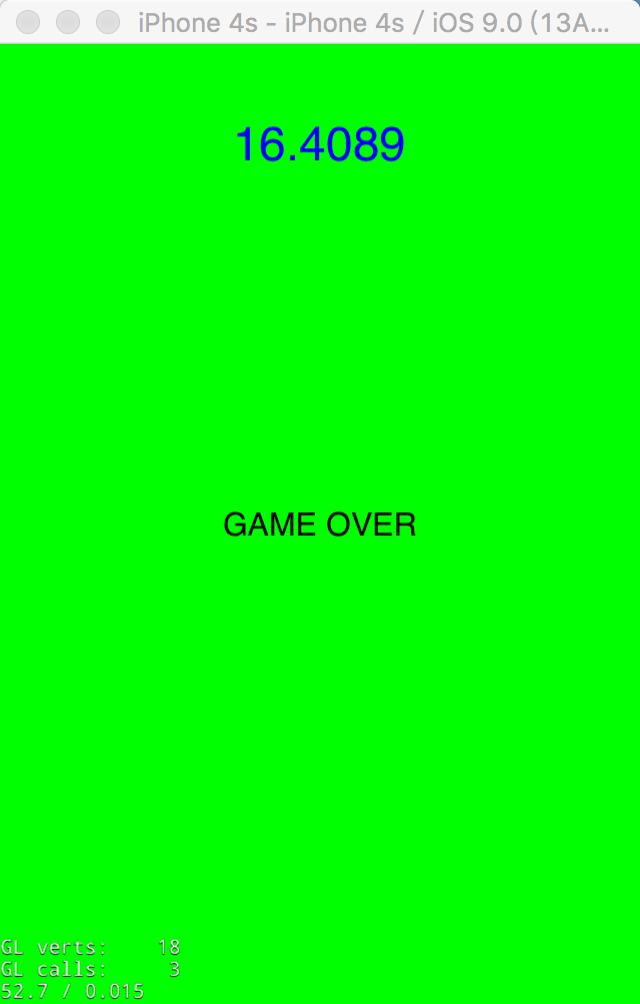 iPhone 4s - iPhone 4s / iOS 9.0 (13A...
16.4089
GAME OVER
GL verts: 18
GL calls: 3
52.7 / 0.015